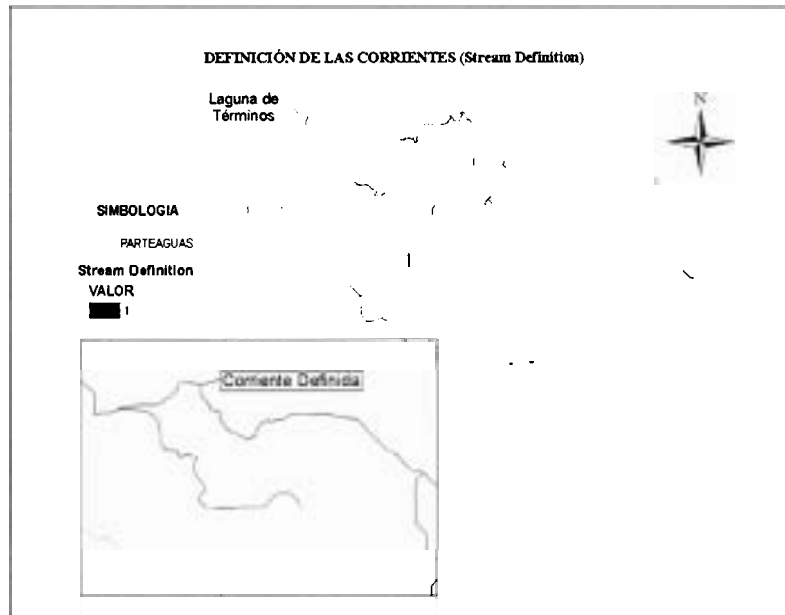 DEFINICIÓN DE LAS CORRIENTES (Stream Definition)
Laguna de
Términos
N
SIMBOLOGIA
PARTEAGUAS
Stream Definition
VALOR
1
Corriente Definida